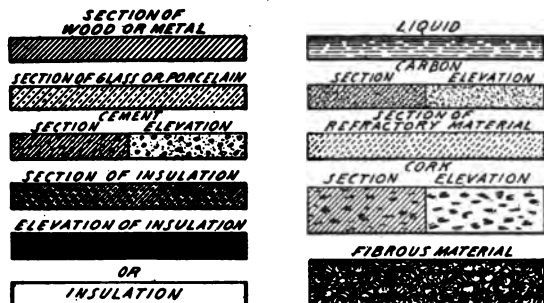 SECTION OF
WOOD OR METAL
SECTION OF GLASS OR PORCELAIN
CEMENT
SECTION ELEVATION
SECTION OF INSULATION
ELEVATION OF INSULATION
OR
INSULATION
LIQUID
CARBON
SECTION ELEVATION
SECTION OF
REFRACTORY MATERIAL
CORK
SECTION ELEVATION
FIBROUS MATERIAL